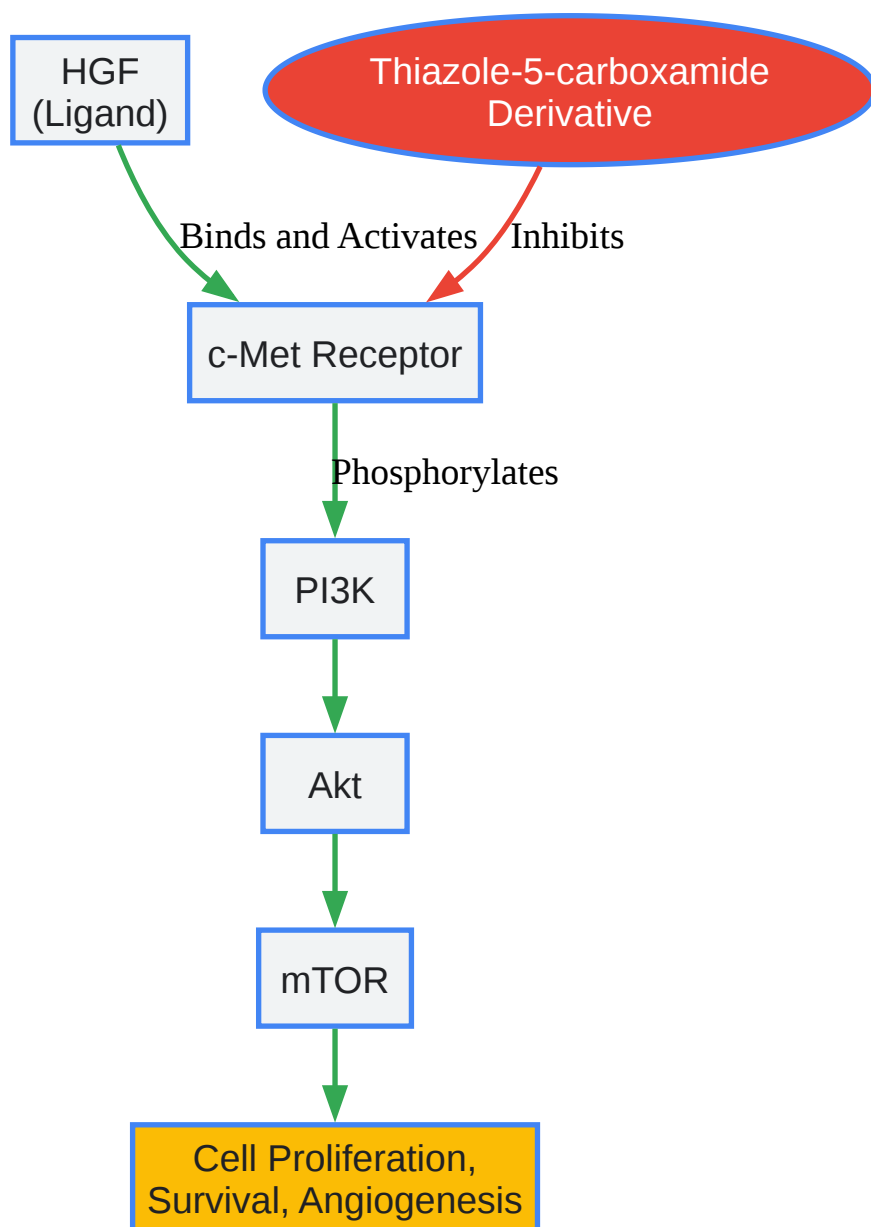 HGF
(Ligand)
Thiazole-5-carboxamide
Derivative
Binds and Activates
Inhibits
c-Met Receptor
Phosphorylates
PI3K
Akt
mTOR
Cell Proliferation,
Survival, Angiogenesis